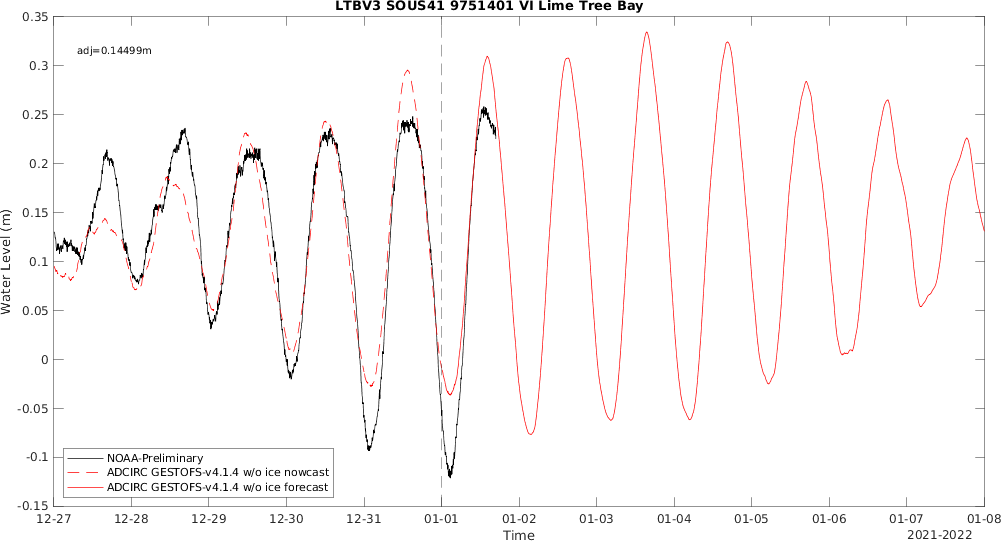 LTBV3 SOUS41 9751401 VI Lime Tree Bay
0.35
adj=0.14499m
0.3
0.25
0.2
0.15
0.1
0.05
0
-0.05
-0.1
-0.15
Water Level (m)
NOAA-Preliminary
ADCIRC GESTOFS-v4.1.4 w/o ice nowcast
ADCIRC GESTOFS-v4.1.4 w/o ice forecast
12-27 12-28 12-29 12-30 12-31 01-01 01-02 01-03 01-04 01-05 01-06 01-07 01-08
Time
2021-2022